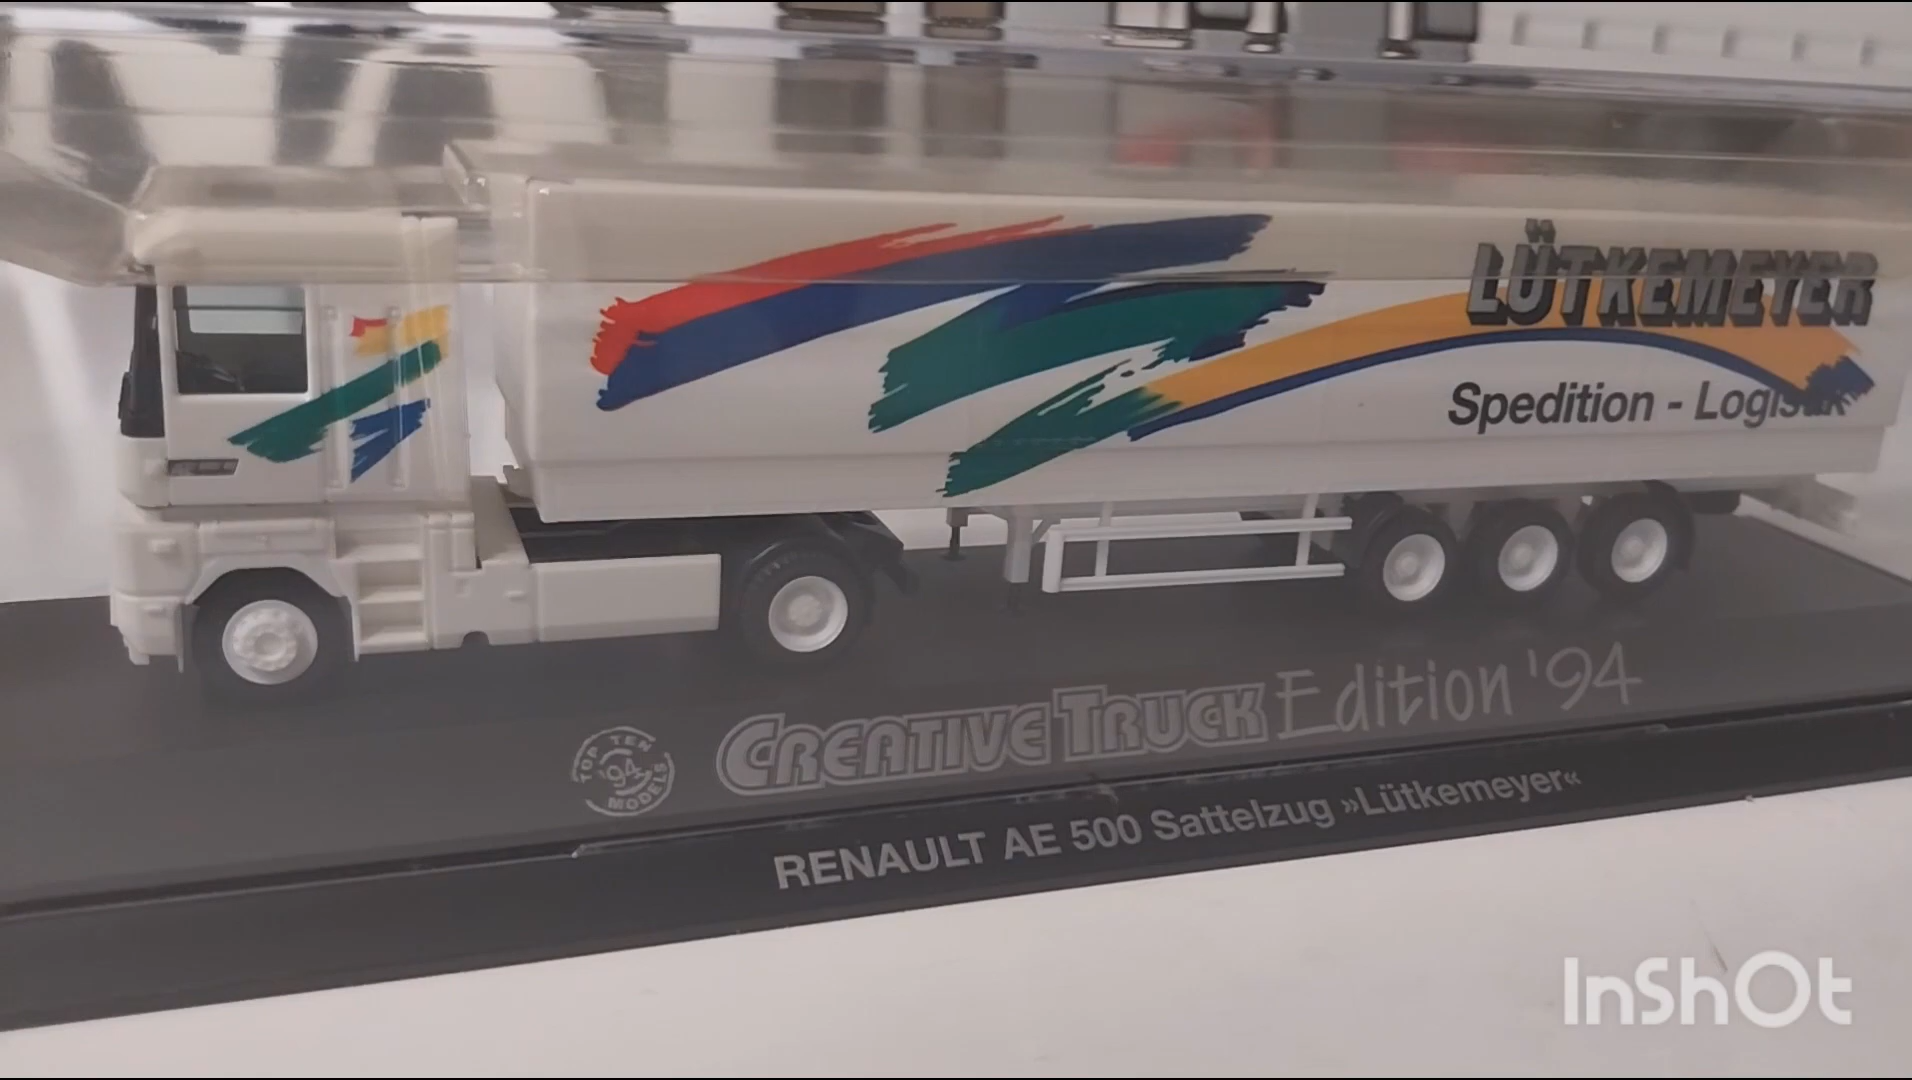 LÜTKEMEYER
Spedition - Logistik
TOP TEN
'94
MODELS
CREATIVE TRUCK Edition '94
RENAULT AE 500 Sattelzug »Lütkemeyer«
InShOt